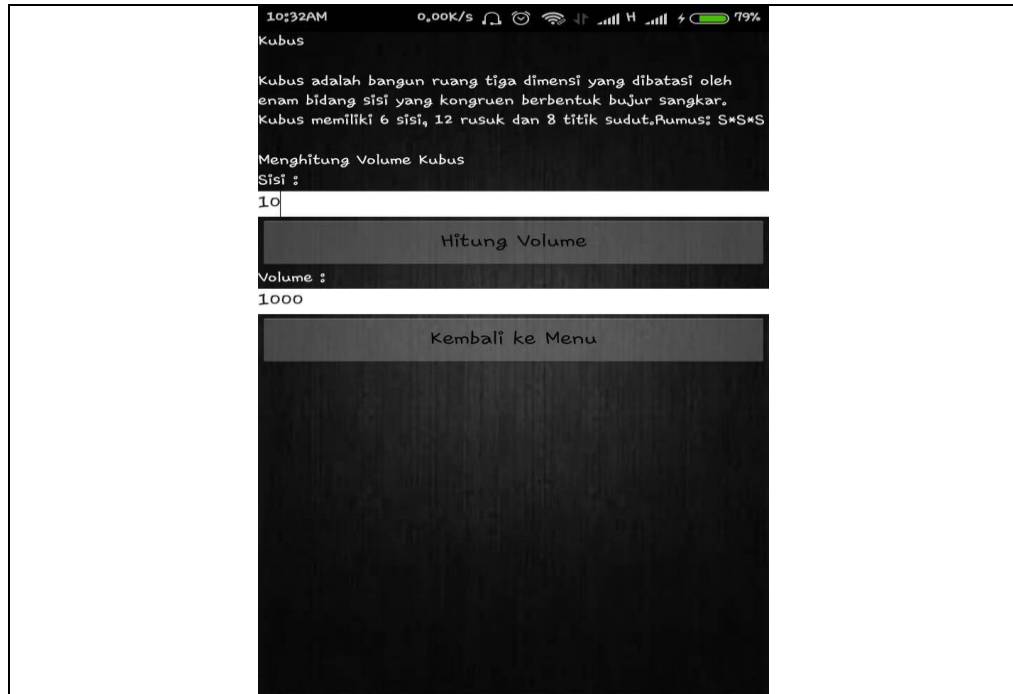 10:32AM 0.00K/s H 79%
Kubus
Kubus adalah bangun ruang tiga dimensi yang dibatasi oleh
enam bidang sisi yang kongruen berbentuk bujur sangkar.
Kubus memiliki 6 sisi, 12 rusuk dan 8 titik sudut.Rumus: S*S*S
Menghitung Volume Kubus
Sisi :
10
Hitung Volume
Volume :
1000
Kembali ke Menu